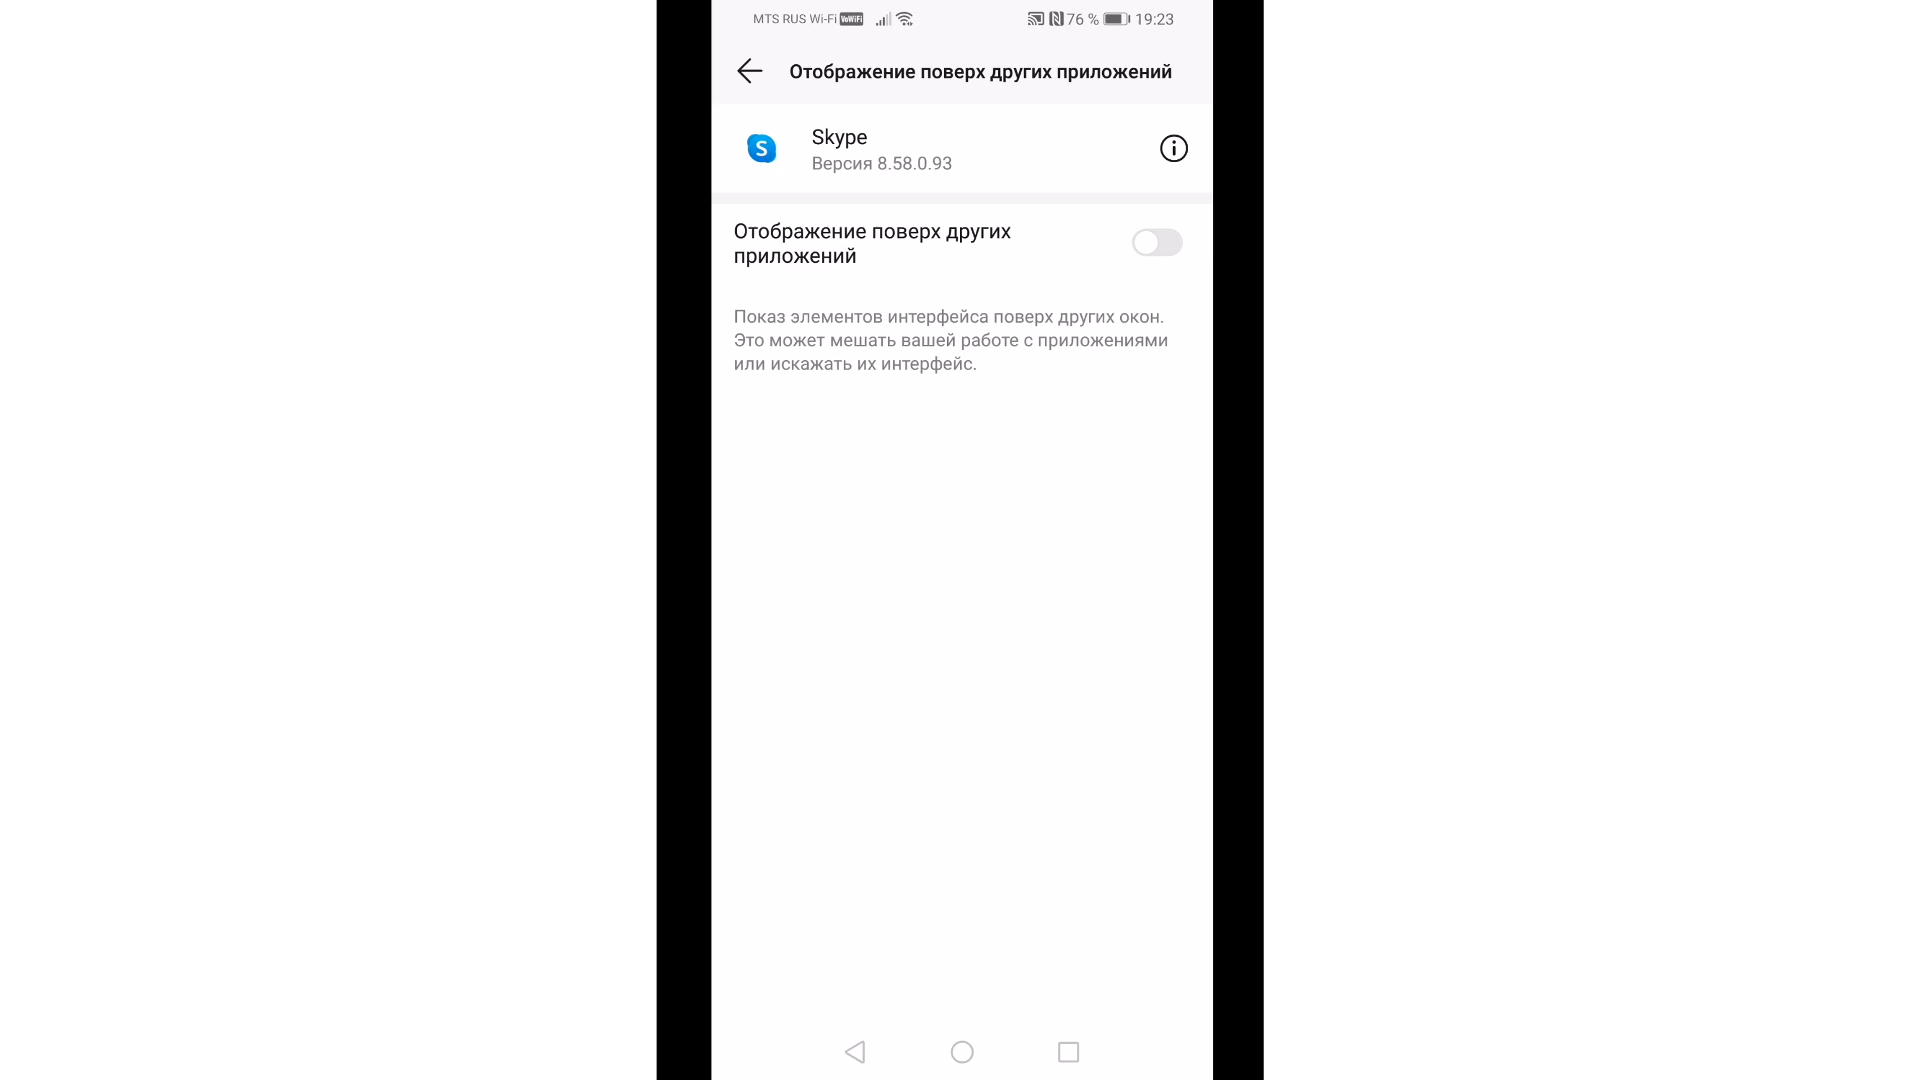 MTS RUS Wi-Fi VoWiFi 76 % 19:23
Отображение поверх других приложений
S
Skype
Версия 8.58.0.93
Отображение поверх других
приложений
Показ элементов интерфейса поверх других окон.
Это может мешать вашей работе с приложениями
или искажать их интерфейс.